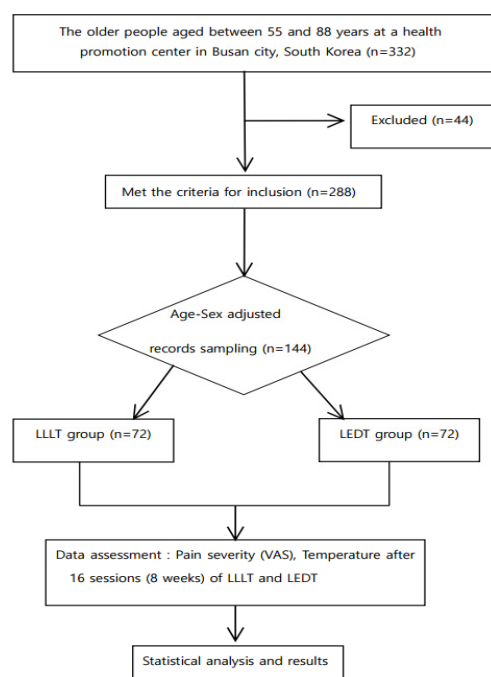 The older people aged between 55 and 88 years at a health
promotion center in Busan city, South Korea (n=332)
Excluded (n=44)
Met the criteria for inclusion (n=288)
Age-Sex adjusted
records sampling (n=144)
LLLT group (n=72)
LEDT group (n=72)
Data assessment : Pain severity (VAS), Temperature after
16 sessions (8 weeks) of LLLT and LEDT
Statistical analysis and results